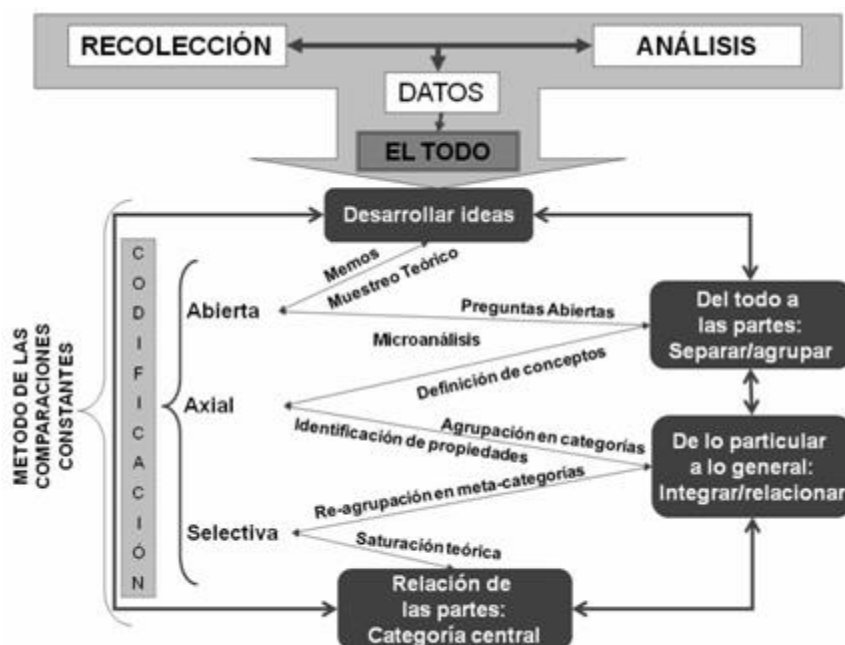 RECOLECCIÓN
ANÁLISIS
DATOS
EL TODO
Desarrollar ideas
METODO DE LAS
COMPARACIONES
CONSTANTES
CODIFICACIÓN
Memos
Muestreo Teórico
Abierta
Preguntas Abiertas
Microanálisis
Definición de conceptos
Del todo a
las partes:
Separar/agrupar
Axial
Agrupación en categorías
Identificación de propiedades
De lo particular
a lo general:
Integrar/relacionar
Re-agrupación en meta-categorías
Selectiva
Saturación teórica
Relación de
las partes:
Categoría central